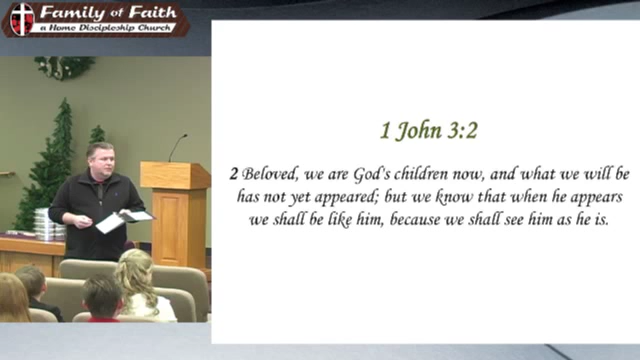 Family of Faith
a Home Discipleship Church
1 John 3:2
2 Beloved, we are God's children now, and what we will be
has not yet appeared; but we know that when he appears
we shall be like him, because we shall see him as he is.